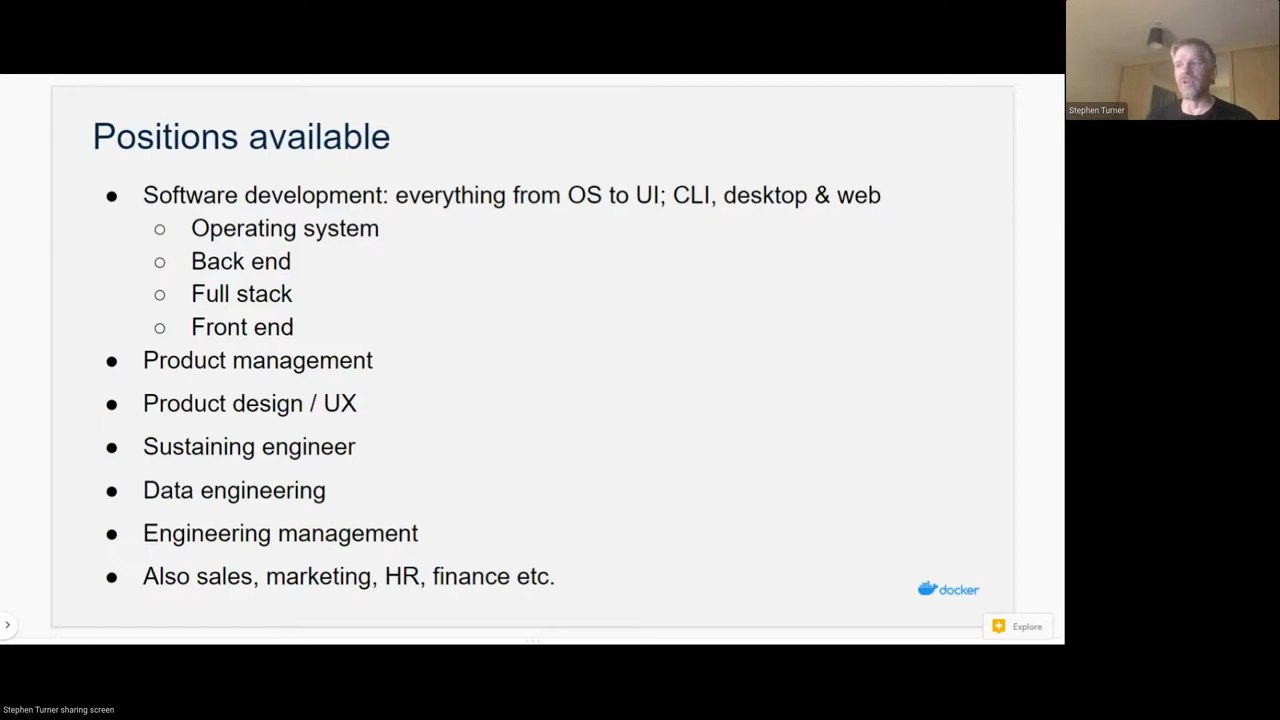 Positions available
● Software development: everything from OS to UI; CLI, desktop & web
○ Operating system
○ Back end
○ Full stack
○ Front end
● Product management
● Product design / UX
● Sustaining engineer
● Data engineering
● Engineering management
● Also sales, marketing, HR, finance etc.
docker
Explore
Stephen Turner
Stephen Turner sharing screen